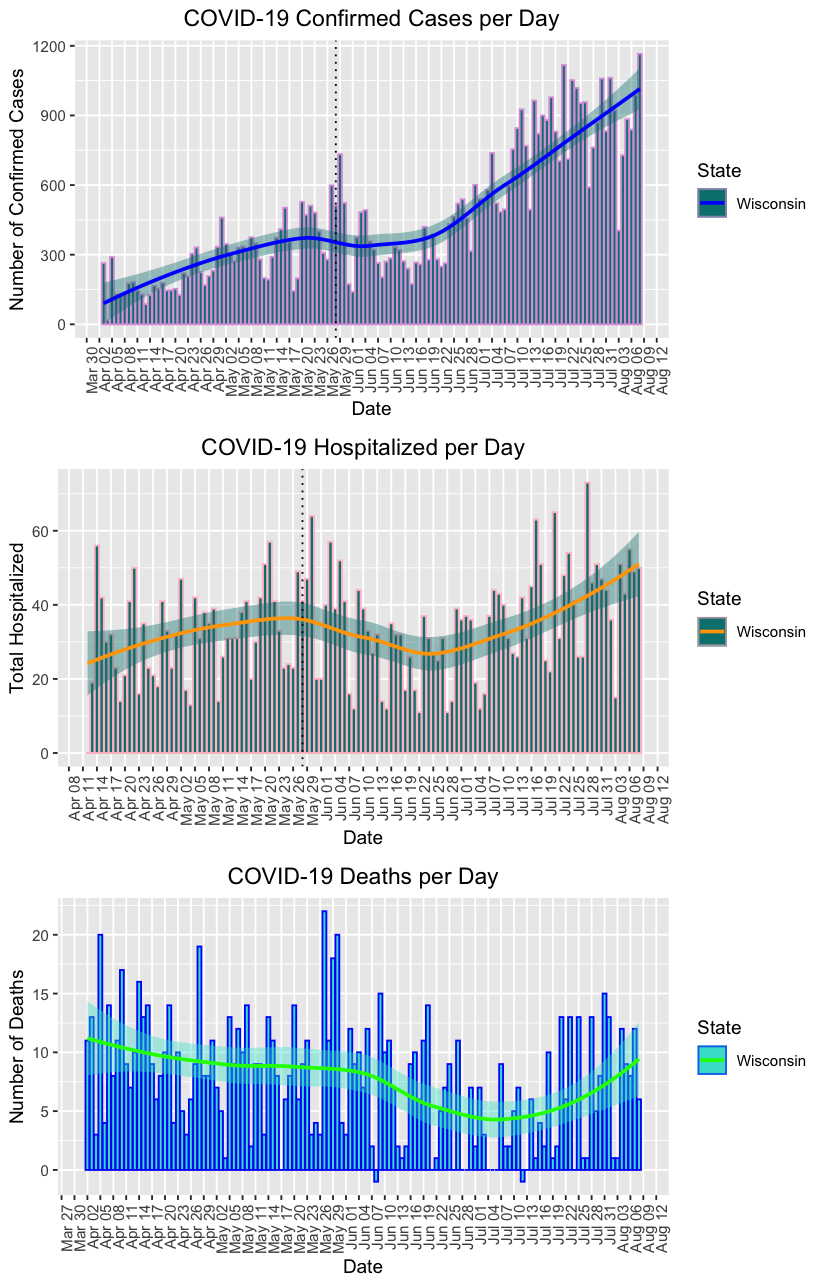 COVID-19 Confirmed Cases per Day
Number of Confirmed Cases
1200
900
600
300
0
Mar 30
Apr 02
Apr 05
Apr 08
Apr 11
Apr 14
Apr 17
Apr 20
Apr 23
Apr 26
Apr 29
May 02
May 05
May 08
May 11
May 14
May 17
May 20
May 23
May 26
May 29
Jun 01
Jun 04
Jun 07
Jun 10
Jun 13
Jun 16
Jun 19
Jun 22
Jun 25
Jun 28
Jul 01
Jul 04
Jul 07
Jul 10
Jul 13
Jul 16
Jul 19
Jul 22
Jul 25
Jul 28
Jul 31
Aug 03
Aug 06
Aug 09
Aug 12
Date
State
Wisconsin
COVID-19 Hospitalized per Day
Total Hospitalized
60
40
20
0
Apr 08
Apr 11
Apr 14
Apr 17
Apr 20
Apr 23
Apr 26
Apr 29
May 02
May 05
May 08
May 11
May 14
May 17
May 20
May 23
May 26
May 29
Jun 01
Jun 04
Jun 07
Jun 10
Jun 13
Jun 16
Jun 19
Jun 22
Jun 25
Jun 28
Jul 01
Jul 04
Jul 07
Jul 10
Jul 13
Jul 16
Jul 19
Jul 22
Jul 25
Jul 28
Jul 31
Aug 03
Aug 06
Aug 09
Aug 12
Date
State
Wisconsin
COVID-19 Deaths per Day
Number of Deaths
20
15
10
5
0
Mar 27
Mar 30
Apr 02
Apr 05
Apr 08
Apr 11
Apr 14
Apr 17
Apr 20
Apr 23
Apr 26
Apr 29
May 02
May 05
May 08
May 11
May 14
May 17
May 20
May 23
May 26
May 29
Jun 01
Jun 04
Jun 07
Jun 10
Jun 13
Jun 16
Jun 19
Jun 22
Jun 25
Jun 28
Jul 01
Jul 04
Jul 07
Jul 10
Jul 13
Jul 16
Jul 19
Jul 22
Jul 25
Jul 28
Jul 31
Aug 03
Aug 06
Aug 09
Aug 12
Date
State
Wisconsin